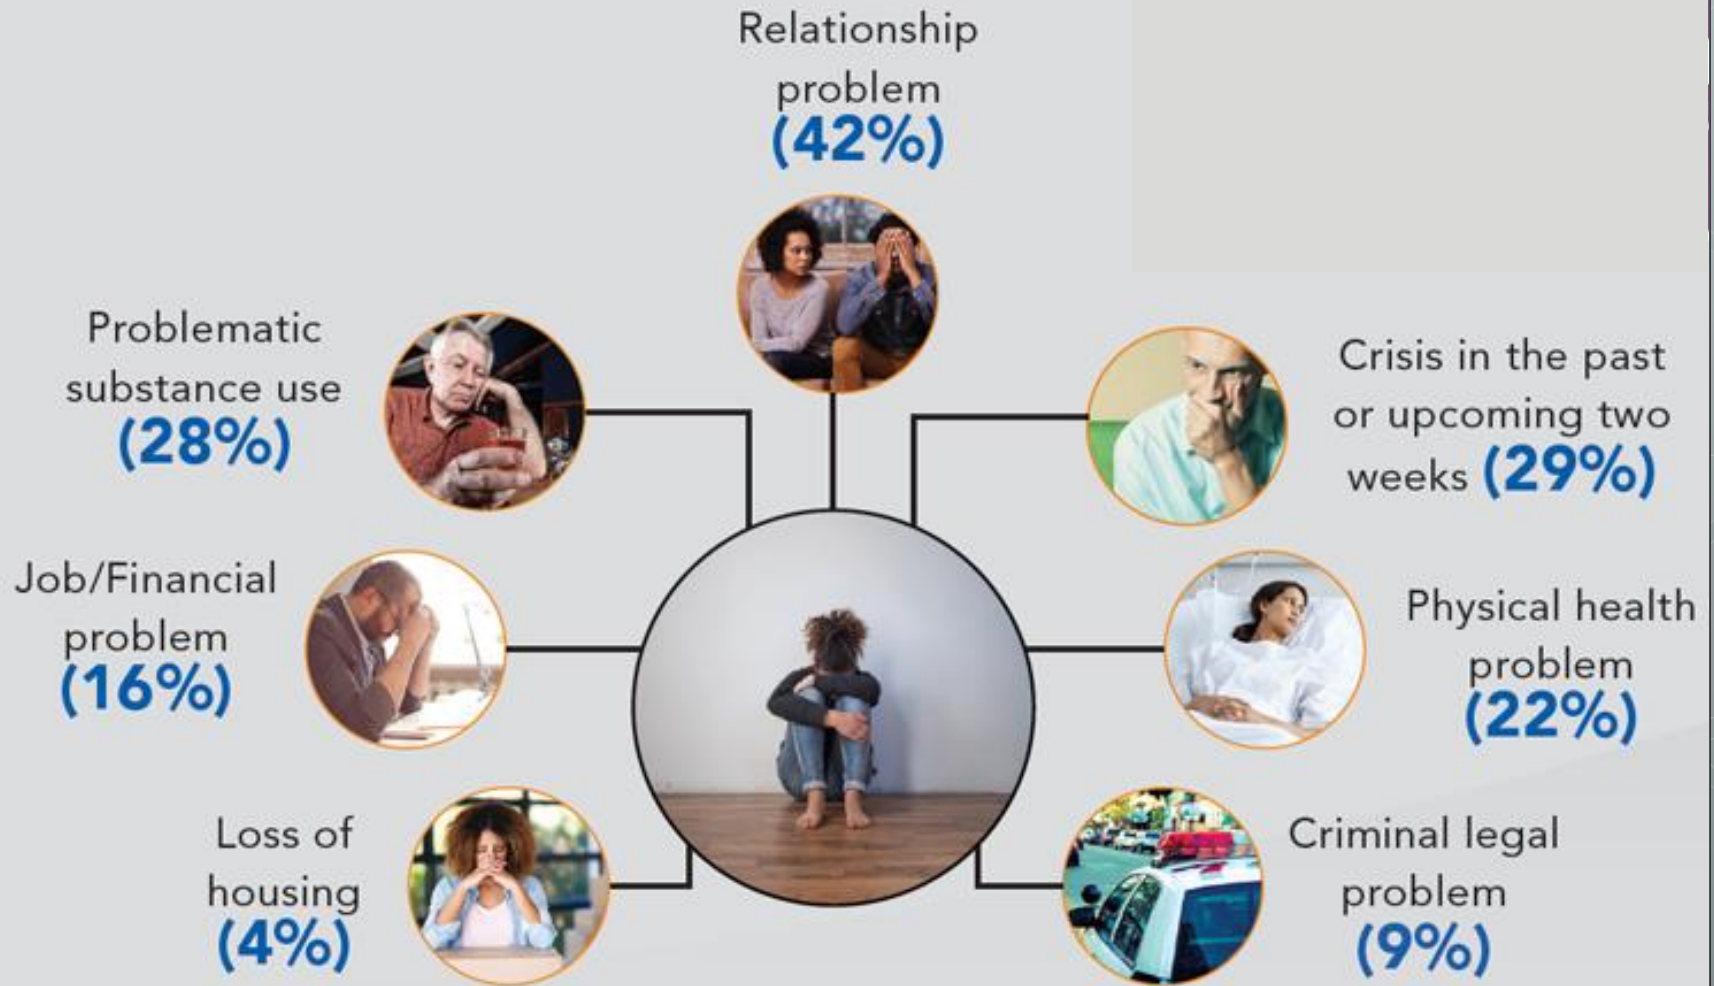 Relationship
problem
(42%)
Problematic
substance use
(28%)
Crisis in the past
or upcoming two
weeks (29%)
Job/Financial
problem
(16%)
Physical health
problem
(22%)
Loss of
housing
(4%)
Criminal legal
problem
(9%)